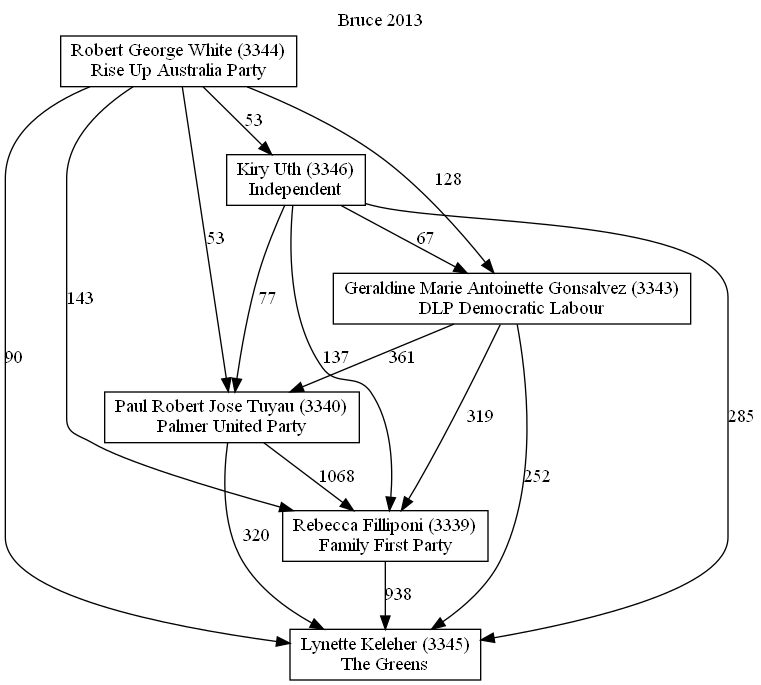 Bruce 2013
Robert George White (3344)
Rise Up Australia Party
53
Kiry Uth (3346)
Independent
128
53
67
143
77
Geraldine Marie Antoinette Gonsalvez (3343)
DLP Democratic Labour
90
137
361
Paul Robert Jose Tuyau (3340)
Palmer United Party
319
285
1068
252
Rebecca Filliponi (3339)
Family First Party
320
938
Lynette Keleher (3345)
The Greens